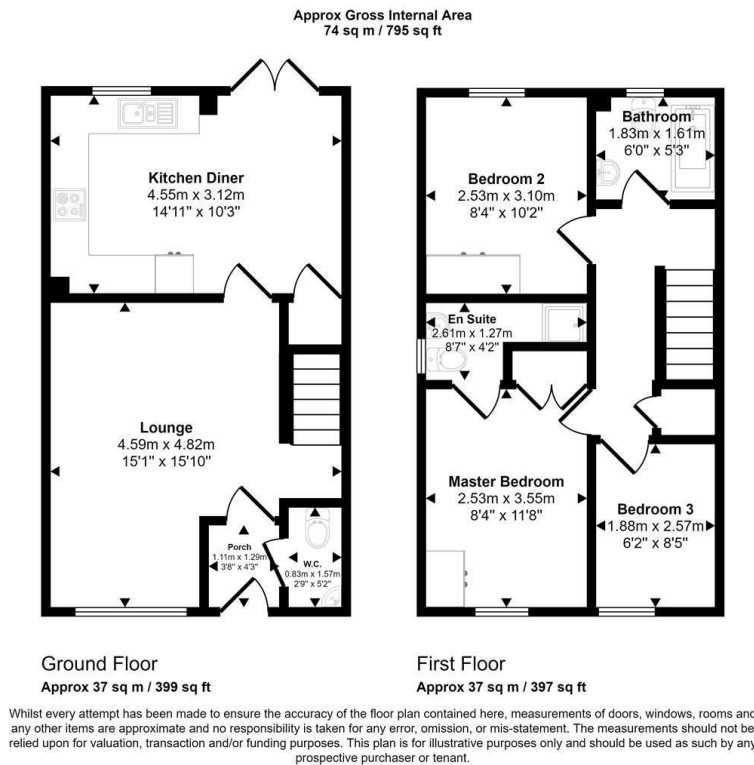 Approx Gross Internal Area
74 sq m / 795 sq ft
Kitchen Diner
4.55m x 3.12m
14'11" x 10'3"
Lounge
4.59m x 4.82m
15'1" x 15'10"
Porch
1.11m x 1.29m
3'8" x 4'3"
W.C.
0.83m x 1.57m
2'9" x 5'2"
Ground Floor
Approx 37 sq m / 399 sq ft
Bedroom 2
2.53m x 3.10m
8'4" x 10'2"
Bathroom
1.83m x 1.61m
6'0" x 5'3"
En Suite
2.61m x 1.27m
8'7" x 4'2"
Master Bedroom
2.53m x 3.55m
8'4" x 11'8"
Bedroom 3
1.88m x 2.57m
6'2" x 8'5"
First Floor
Approx 37 sq m / 397 sq ft
Whilst every attempt has been made to ensure the accuracy of the floor plan contained here, measurements of doors, windows, rooms and
any other items are approximate and no responsibility is taken for any error, omission, or mis-statement. The measurements should not be
relied upon for valuation, transaction and/or funding purposes. This plan is for illustrative purposes only and should be used as such by any
prospective purchaser or tenant.